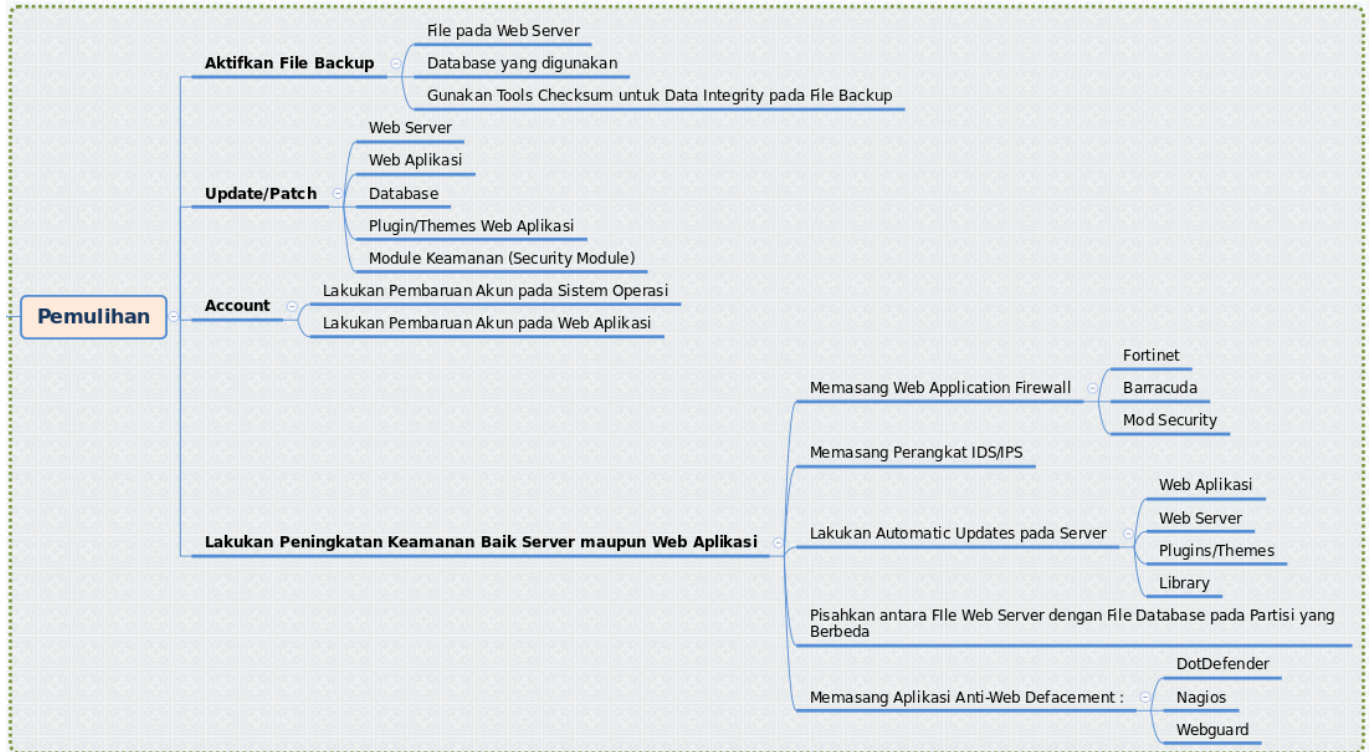 Pemulihan
Aktifkan File Backup
File pada Web Server
Database yang digunakan
Gunakan Tools Checksum untuk Data Integrity pada File Backup
Update/Patch
Web Server
Web Aplikasi
Database
Plugin/Themes Web Aplikasi
Module Keamanan (Security Module)
Account
Lakukan Pembaruan Akun pada Sistem Operasi
Lakukan Pembaruan Akun pada Web Aplikasi
Lakukan Peningkatan Keamanan Baik Server maupun Web Aplikasi
Memasang Web Application Firewall
Fortinet
Barracuda
Mod Security
Memasang Perangkat IDS/IPS
Lakukan Automatic Updates pada Server
Web Aplikasi
Web Server
Plugins/Themes
Library
Pisahkan antara FIle Web Server dengan File Database pada Partisi yang
Berbeda
Memasang Aplikasi Anti-Web Defacement :
DotDefender
Nagios
Webguard